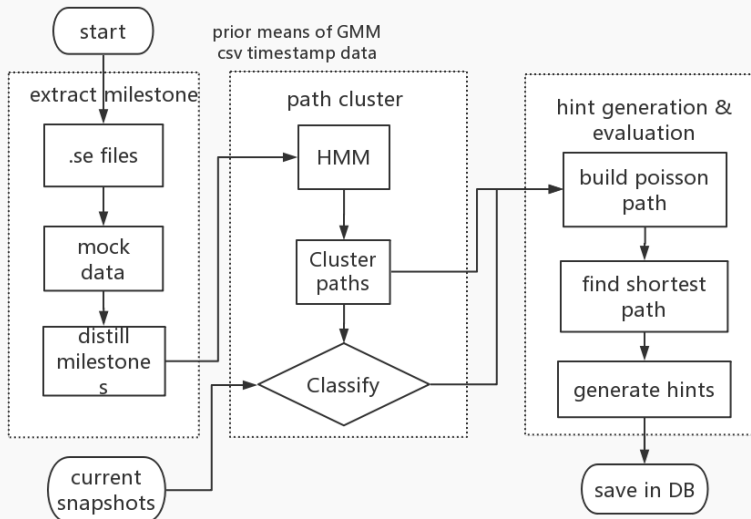 start
prior means of GMM
csv timestamp data
extract milestone
.se files
mock
data
distill
milestone
s
current
snapshots
path cluster
HMM
Cluster
paths
Classify
hint generation &
evaluation
build poisson
path
find shortest
path
generate hints
save in DB